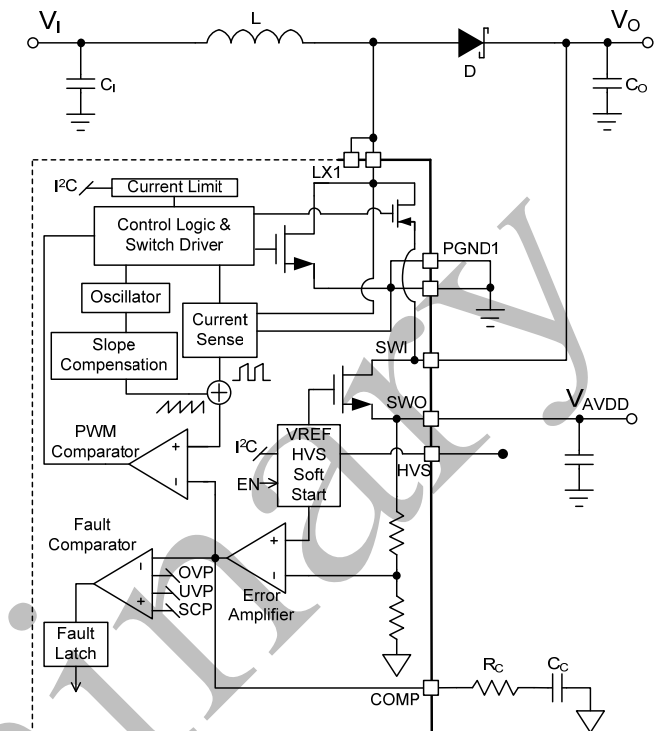 VI
L
D
VO
CI
CO
LX1
I²C
Current Limit
Control Logic &
Switch Driver
PGND1
Oscillator
Current
Sense
Slope
Compensation
SWI
SWO
VAVDD
PWM
Comparator
+
-
I²C
VREF
HVS
Soft
Start
EN
HVS
Fault
Comparator
-
+
OVP
UVP
SCP
+
-
Error
Amplifier
Fault
Latch
COMP
RC
CC
inary